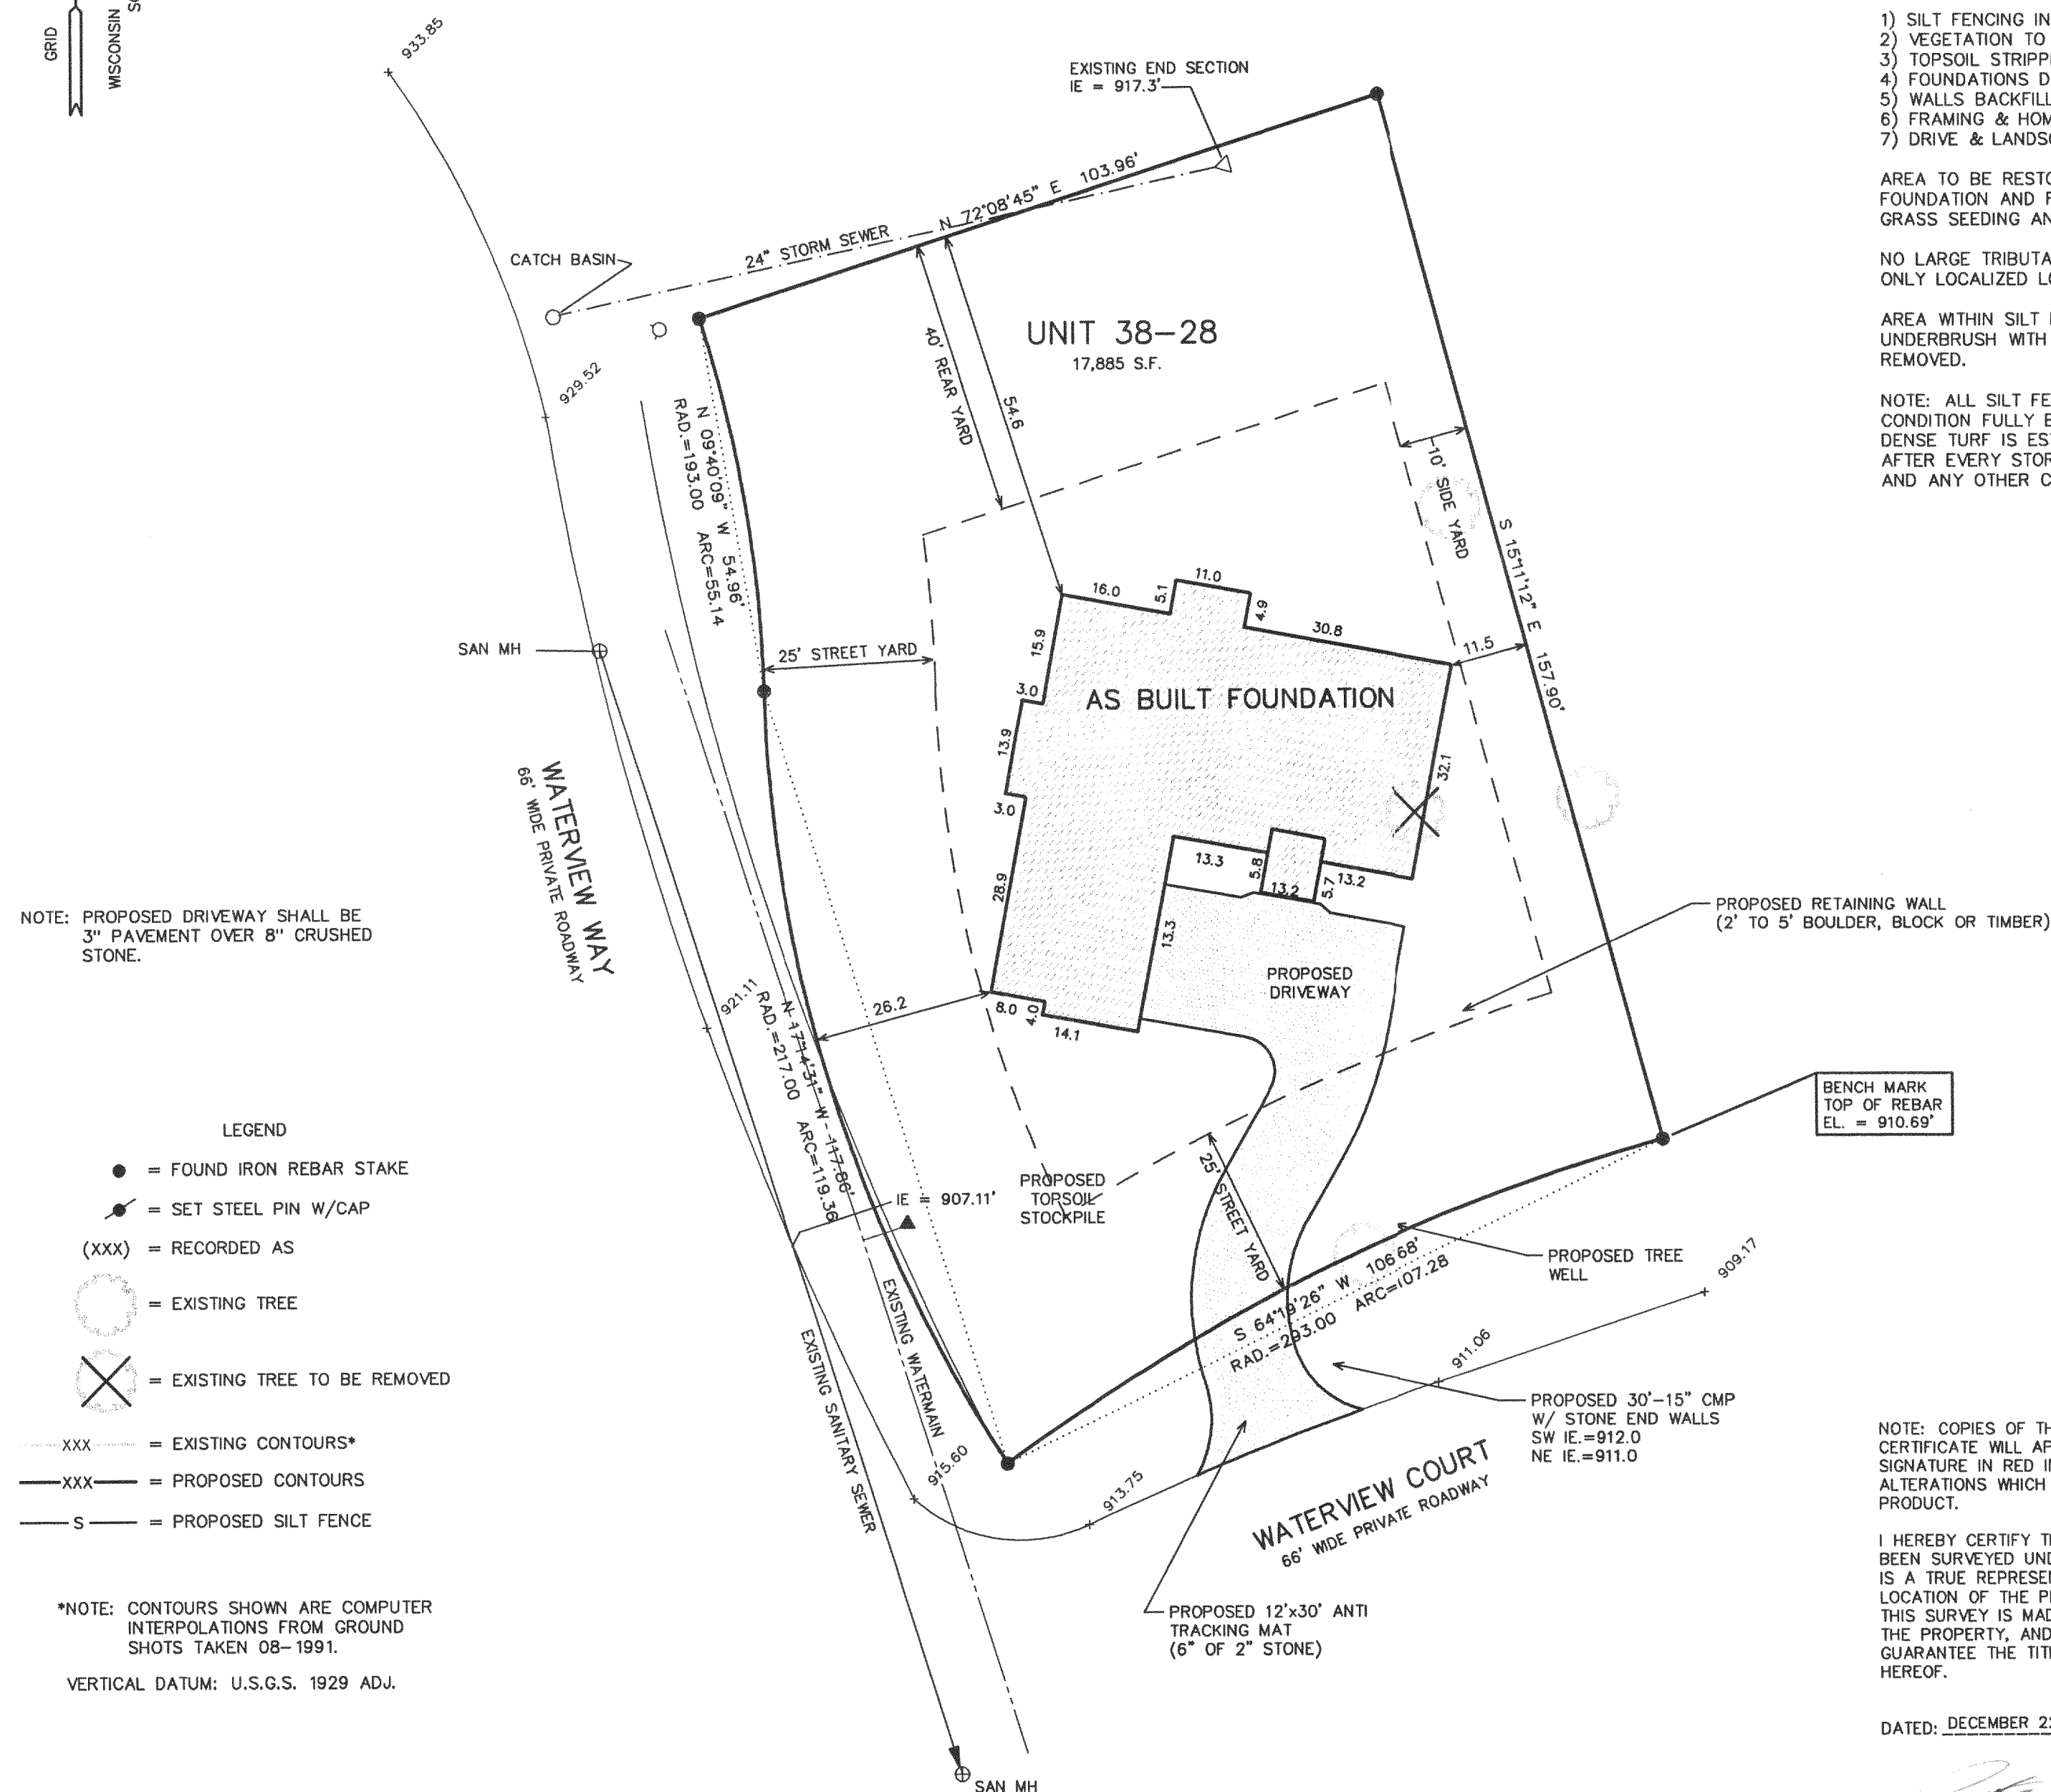 GRID
WISCONSIN
933.85
EXISTING END SECTION
IE = 917.3'
N 72°08'45" E 103.96'
24" STORM SEWER
CATCH BASIN
929.52
UNIT 38-28
17,885 S.F.
40' REAR YARD
54.6
N 09°40'09" W 54.96'
RAD.=193.00 ARC=55.14
10' SIDE YARD
S 15°11'12" E 157.90'
16.0
5.1
11.0
4.9
30.8
11.5
15.9
3.0
13.9
3.0
28.9
32.1
AS BUILT FOUNDATION
25' STREET YARD
SAN MH
WATERVIEW WAY
66' WIDE PRIVATE ROADWAY
13.3
5.8
13.2
5.7
13.2
13.3
8.0
4.0
14.1
26.2
PROPOSED
DRIVEWAY
PROPOSED RETAINING WALL
(2' TO 5' BOULDER, BLOCK OR TIMBER)
NOTE: PROPOSED DRIVEWAY SHALL BE
3" PAVEMENT OVER 8" CRUSHED
STONE.
921.11
N 17°14'31" W 117.86'
RAD.=217.00 ARC=119.36
BENCH MARK
TOP OF REBAR
EL. = 910.69'
IE = 907.11'
PROPOSED
TOPSOIL
STOCKPILE
25' STREET YARD
PROPOSED TREE
WELL
S 64°19'26" W 106.68'
RAD.=293.00 ARC=107.28
909.17
911.06
EXISTING WATERMAIN
EXISTING SANITARY SEWER
915.60
913.75
PROPOSED 30'-15" CMP
W/ STONE END WALLS
SW IE.=912.0
NE IE.=911.0
WATERVIEW COURT
66' WIDE PRIVATE ROADWAY
PROPOSED 12'x30' ANTI
TRACKING MAT
(6" OF 2" STONE)
SAN MH
LEGEND
= FOUND IRON REBAR STAKE
= SET STEEL PIN W/CAP
(XXX) = RECORDED AS
= EXISTING TREE
= EXISTING TREE TO BE REMOVED
XXX = EXISTING CONTOURS*
XXX = PROPOSED CONTOURS
S = PROPOSED SILT FENCE
*NOTE: CONTOURS SHOWN ARE COMPUTER
INTERPOLATIONS FROM GROUND
SHOTS TAKEN 08-1991.
VERTICAL DATUM: U.S.G.S. 1929 ADJ.
1) SILT FENCING IN
2) VEGETATION TO
3) TOPSOIL STRIPP
4) FOUNDATIONS D
5) WALLS BACKFILL
6) FRAMING & HOM
7) DRIVE & LANDS
AREA TO BE REST
FOUNDATION AND F
GRASS SEEDING AN
NO LARGE TRIBUTA
ONLY LOCALIZED LO
AREA WITHIN SILT
UNDERBRUSH WITH
REMOVED.
NOTE: ALL SILT FE
CONDITION FULLY E
DENSE TURF IS EST
AFTER EVERY STOR
AND ANY OTHER C
NOTE: COPIES OF TH
CERTIFICATE WILL AP
SIGNATURE IN RED I
ALTERATIONS WHICH
PRODUCT.
I HEREBY CERTIFY T
BEEN SURVEYED UND
IS A TRUE REPRESE
LOCATION OF THE P
THIS SURVEY IS MAD
THE PROPERTY, AND
GUARANTEE THE TIT
HEREOF.
DATED: DECEMBER 2